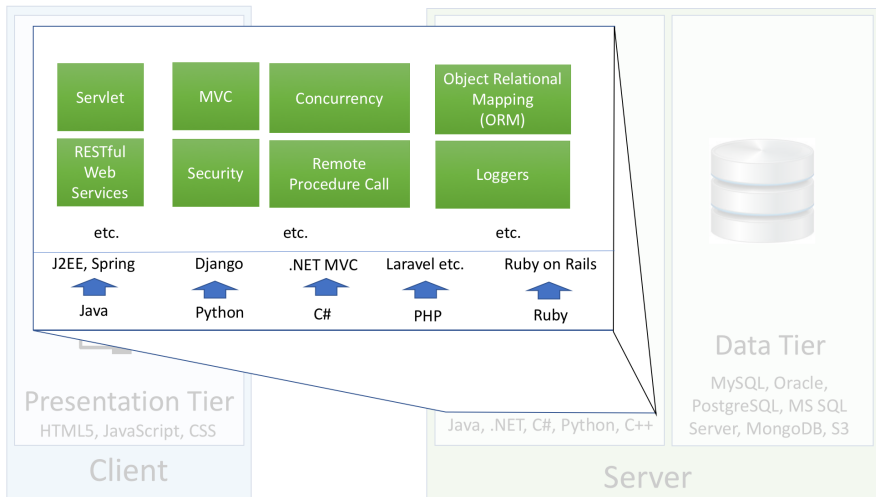 Servlet
MVC
Concurrency
Object Relational
Mapping
(ORM)
RESTful
Web
Services
Security
Remote
Procedure Call
Loggers
etc.
etc.
etc.
J2EE, Spring
Django
.NET MVC
Laravel etc.
Ruby on Rails
Java
Python
C#
PHP
Ruby
Presentation Tier
HTML5, JavaScript, CSS
Client
Java, .NET, C#, Python, C++
Data Tier
MySQL, Oracle,
PostgreSQL, MS SQL
Server, MongoDB, S3
Server